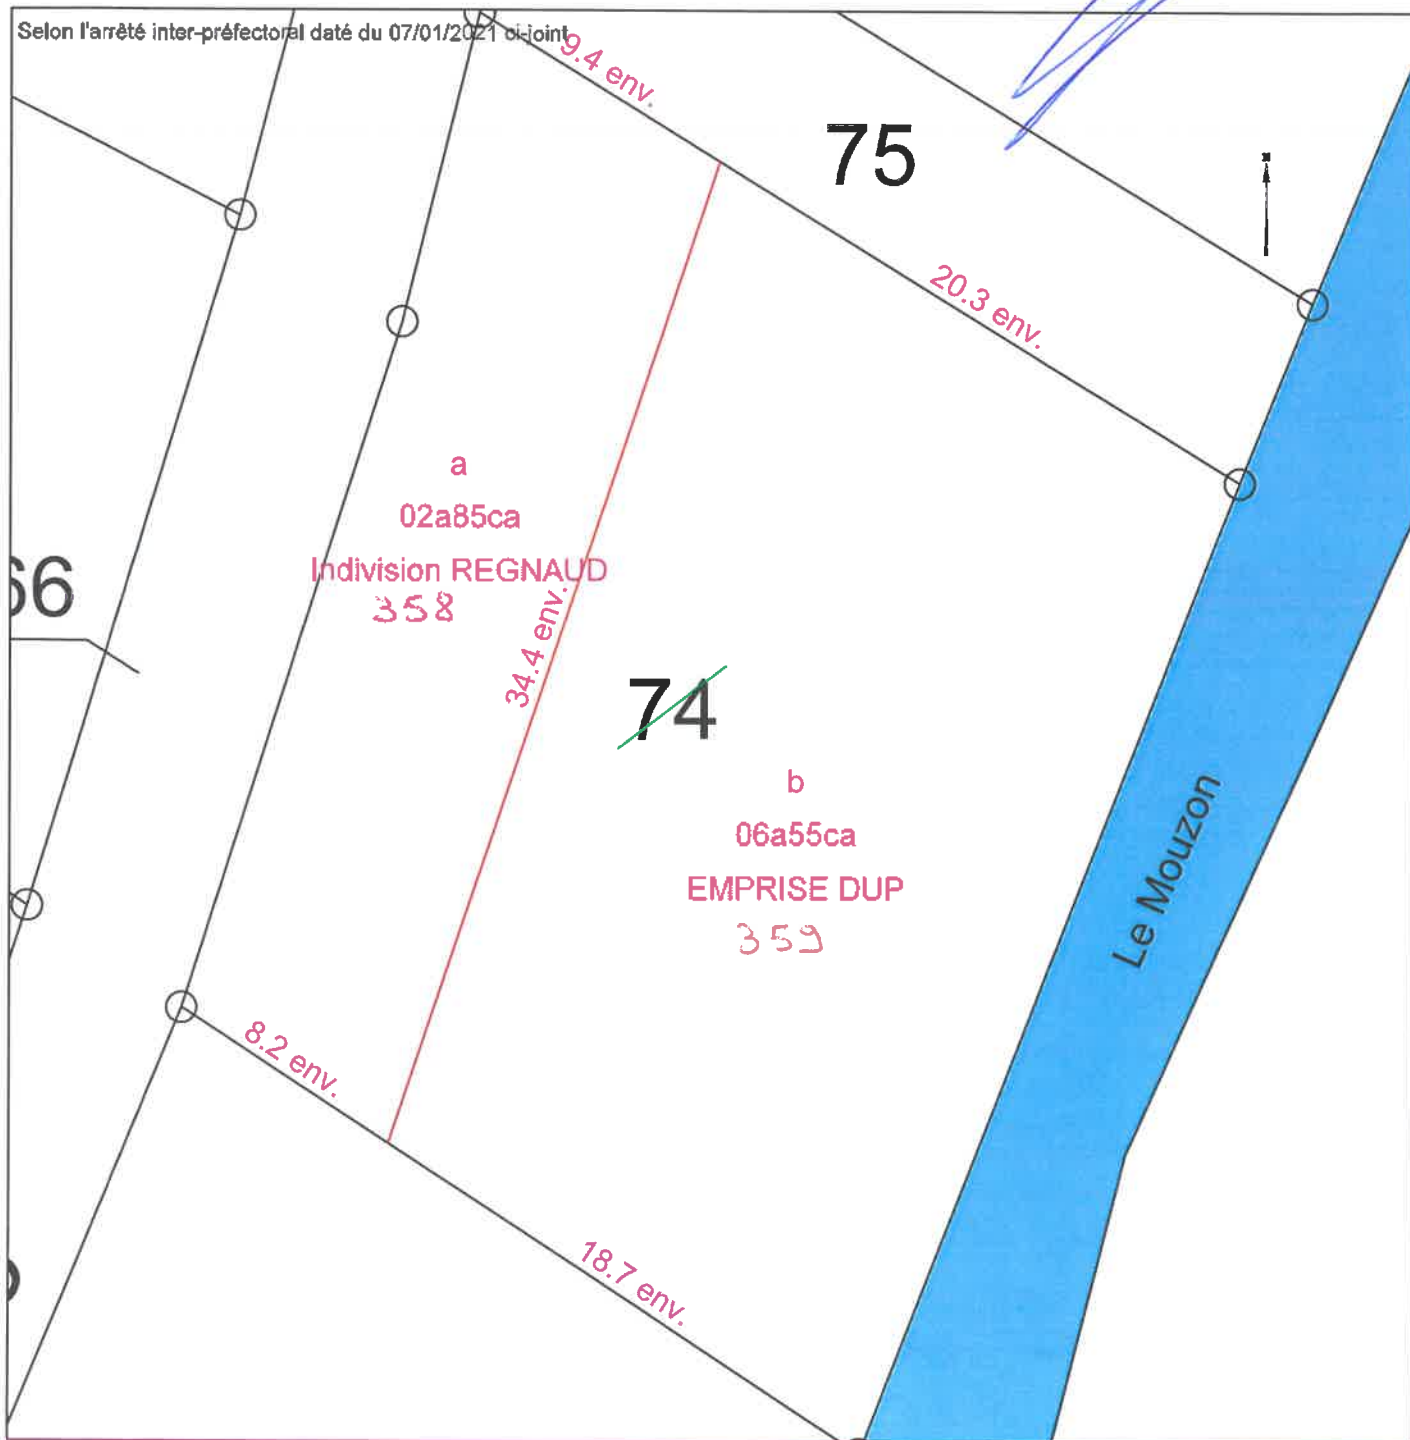 Selon l'arrêté inter-préfectoral daté du 07/01/2021 ci-joint
9.4 env.
75
20.3 env.
a
02a85ca
Indivision REGNAUD
358
66
34.4 env.
74
b
06a55ca
EMPRISE DUP
359
Le Mouzon
8.2 env.
18.7 env.